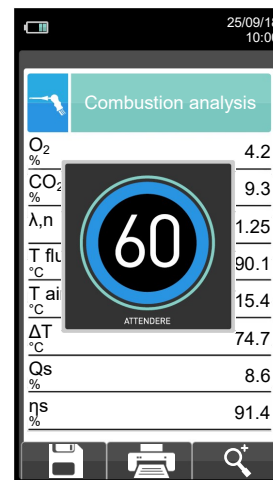 25/09/18
10:00
Combustion analysis
O2
% 4.2
CO2
% 9.3
λ,n 1.25
T flu
°C 90.1
T ai
°C 15.4
ΔT
°C 74.7
Qs
% 8.6
ηs
% 91.4
60
ATTENDERE